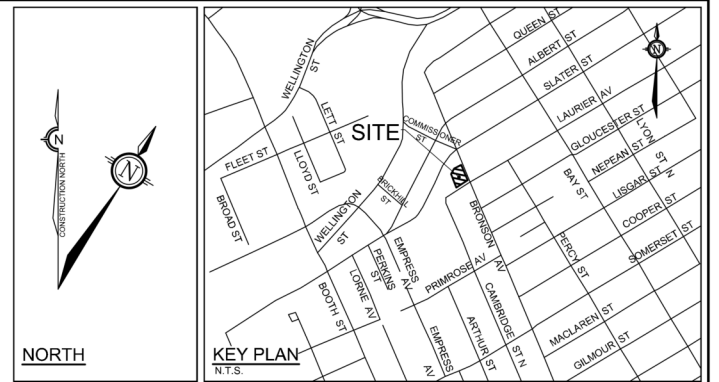 N
CONSTRUCTION NORTH
N
NORTH
QUEEN ST
ALBERT ST
SLATER ST
LAURIER AV
GLOUCESTER ST
NEPEAN ST
LISGAR ST
COOPER ST
SOMERSET ST
LYON ST N
N
WELLINGTON ST
LETT ST
LLOYD ST
FLEET ST
BROAD ST
SITE
COMMISSIONER ST
BRICKHILL ST
WELLINGTON ST
BRONSON AV
BAY ST
PERCY ST
PRIMROSE AV
EMPRESS AV
PERKINS ST
LORNE AV
BOOTH ST
EMPRESS AV
ARTHUR ST
CAMBRIDGE ST N
MACLAREN ST
GILMOUR ST
KEY PLAN
N.T.S.